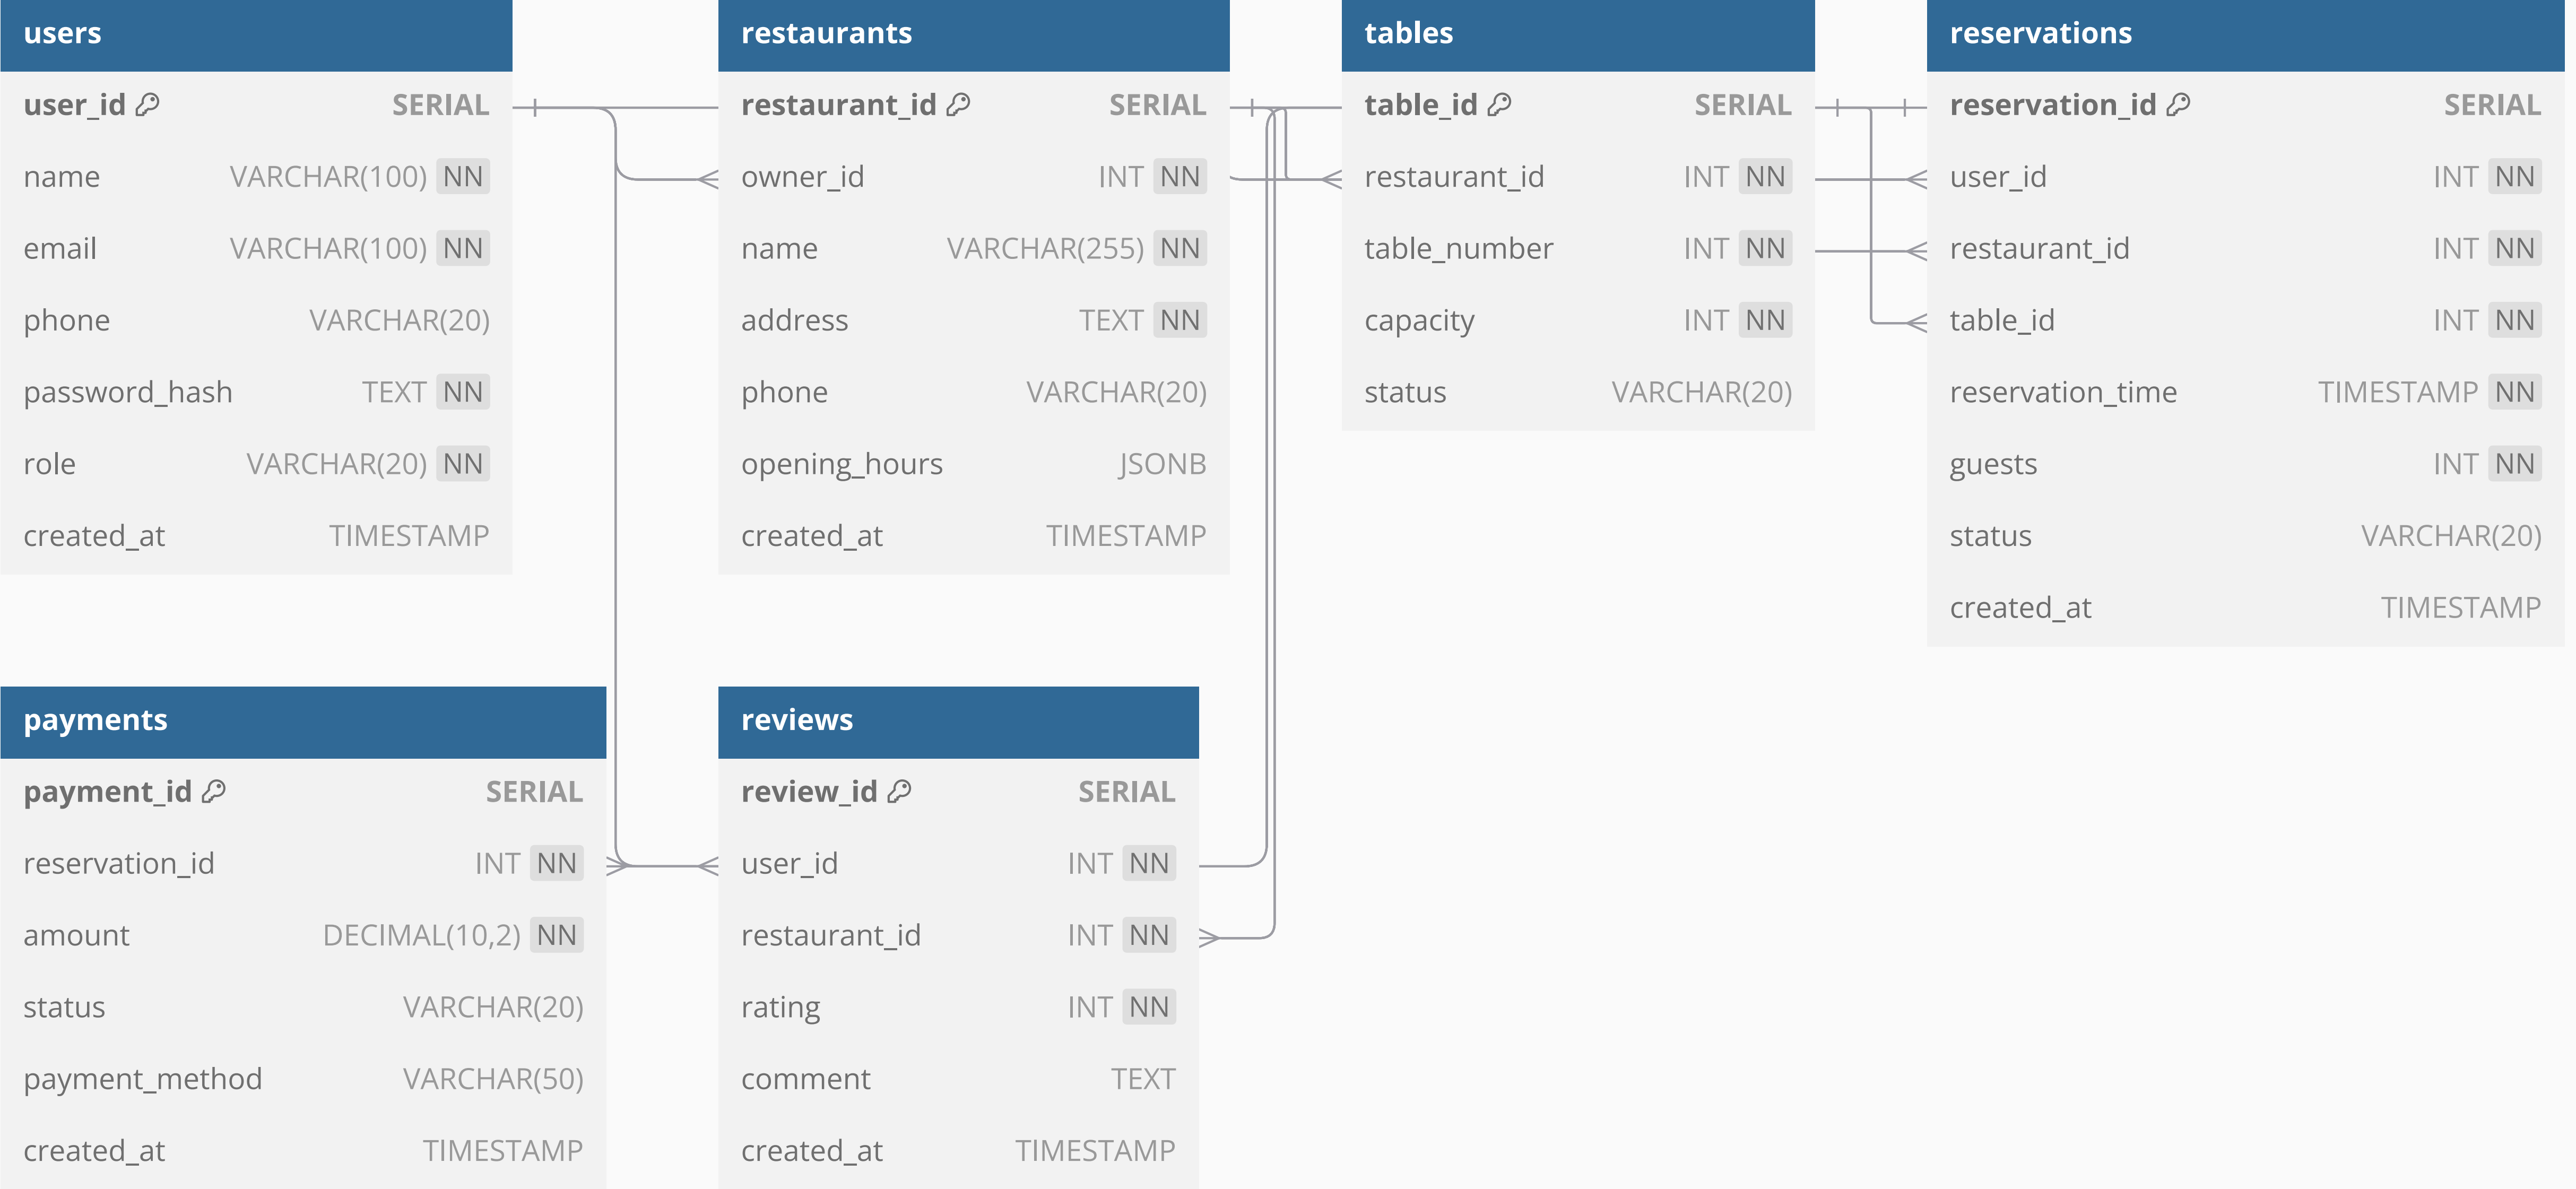 users
user_id SERIAL
name VARCHAR(100) NN
email VARCHAR(100) NN
phone VARCHAR(20)
password_hash TEXT NN
role VARCHAR(20) NN
created_at TIMESTAMP
restaurants
restaurant_id SERIAL
owner_id INT NN
name VARCHAR(255) NN
address TEXT NN
phone VARCHAR(20)
opening_hours JSONB
created_at TIMESTAMP
tables
table_id SERIAL
restaurant_id INT NN
table_number INT NN
capacity INT NN
status VARCHAR(20)
reservations
reservation_id SERIAL
user_id INT NN
restaurant_id INT NN
table_id INT NN
reservation_time TIMESTAMP NN
guests INT NN
status VARCHAR(20)
created_at TIMESTAMP
payments
payment_id SERIAL
reservation_id INT NN
amount DECIMAL(10,2) NN
status VARCHAR(20)
payment_method VARCHAR(50)
created_at TIMESTAMP
reviews
review_id SERIAL
user_id INT NN
restaurant_id INT NN
rating INT NN
comment TEXT
created_at TIMESTAMP